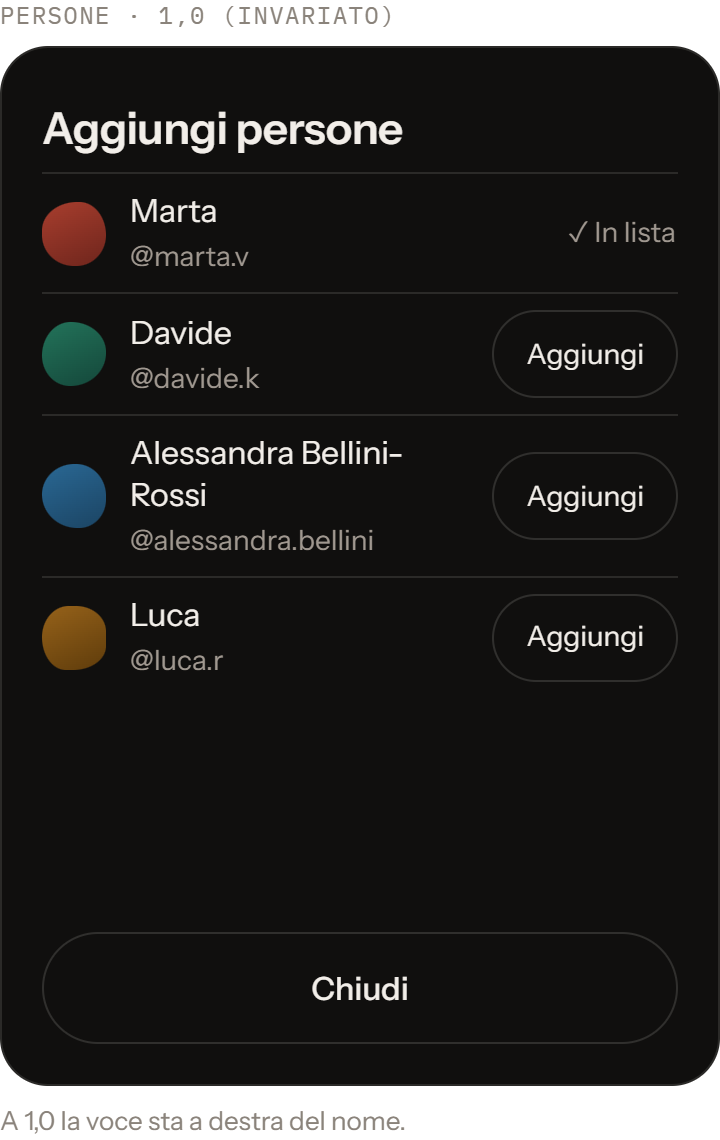 PERSONE · 1,0 (INVARIATO)
Aggiungi persone
Marta
@marta.v
✓ In lista
Davide
@davide.k
Aggiungi
Alessandra Bellini-
Rossi
@alessandra.bellini
Aggiungi
Luca
@luca.r
Aggiungi
Chiudi
A 1,0 la voce sta a destra del nome.